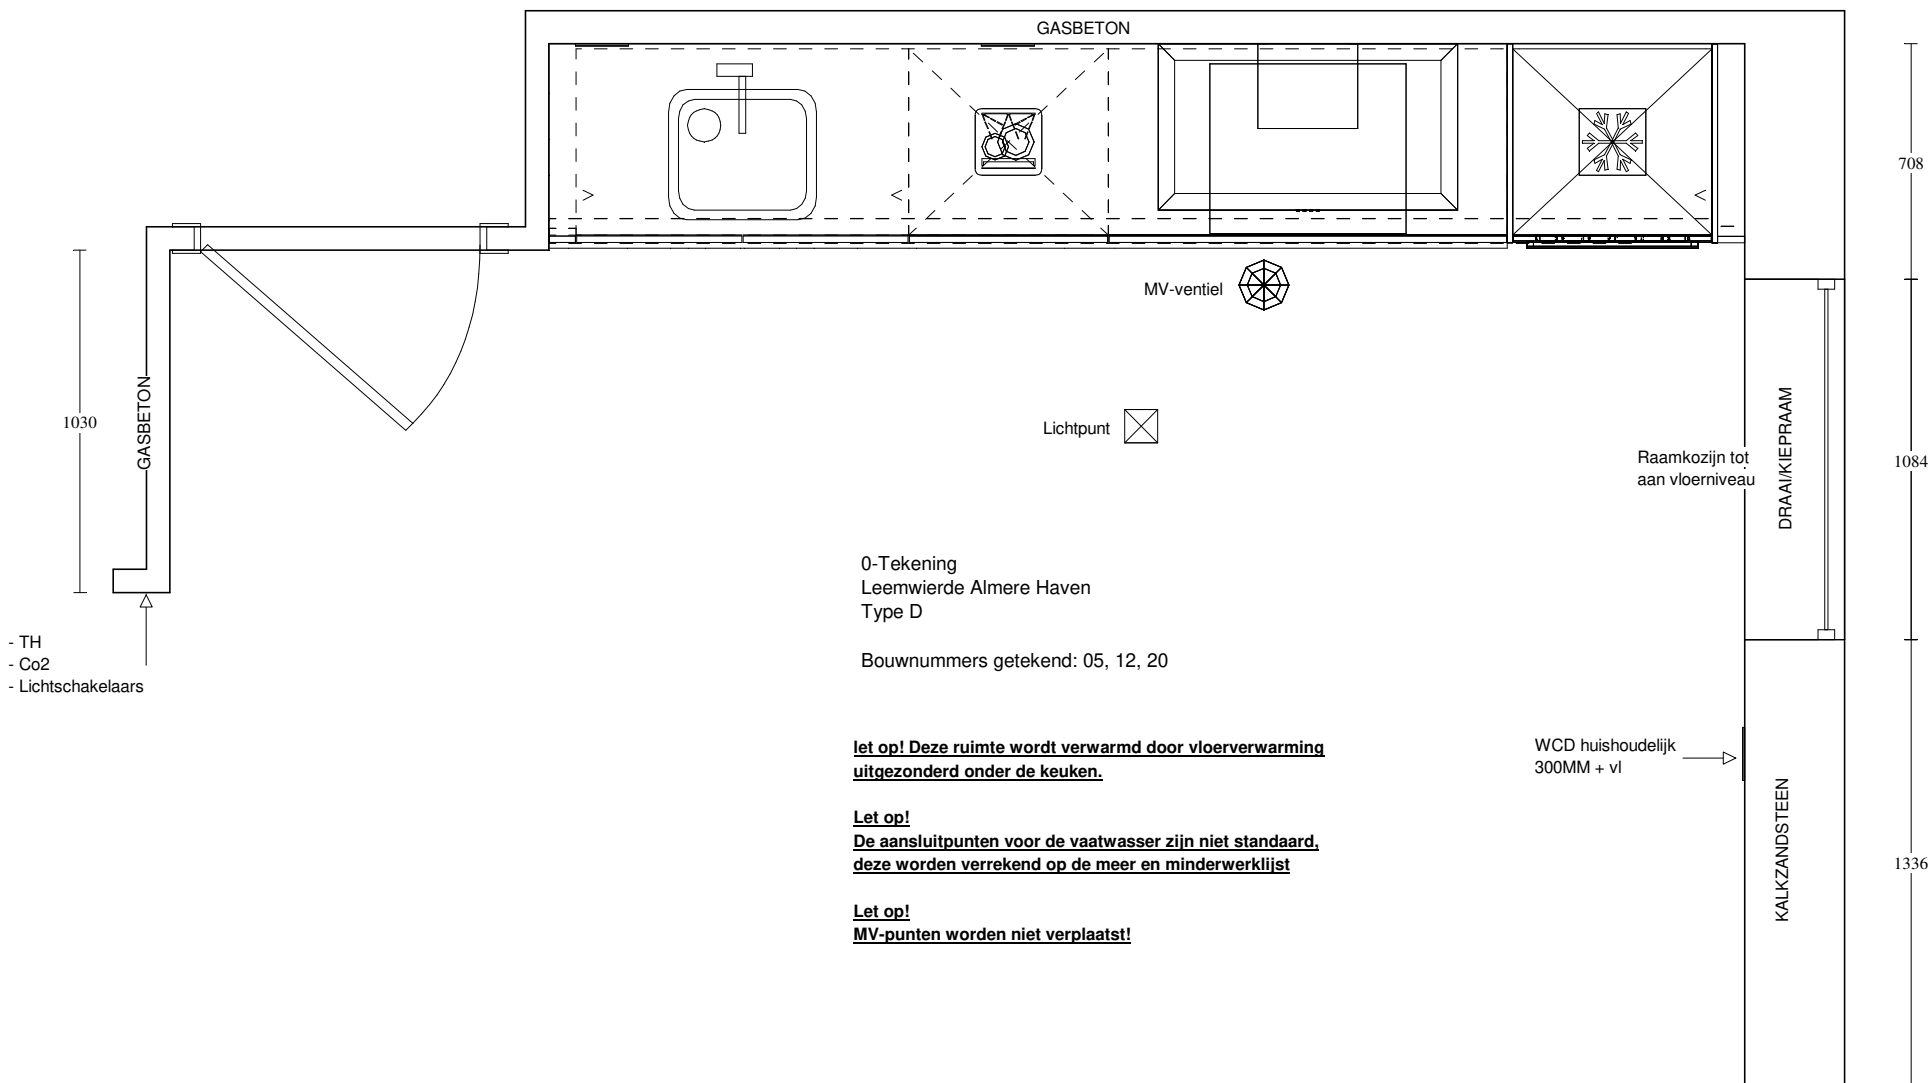 GASBETON
708
MV-ventiel
1030
GASBETON
Lichtpunt
Raamkozijn tot
aan vloerniveau
DRAAI/KIEPRAAM
1084
0-Tekening
Leemwierde Almere Haven
Type D
Bouwnummers getekend: 05, 12, 20
- TH
- Co2
- Lichtschakelaars
let op! Deze ruimte wordt verwarmd door vloerverwarming
uitgezonderd onder de keuken.
WCD huishoudelijk
300MM + vl
Let op!
De aansluitpunten voor de vaatwasser zijn niet standaard,
deze worden verrekend op de meer en minderwerklijst
KALKZANDSTEEN
1336
Let op!
MV-punten worden niet verplaatst!